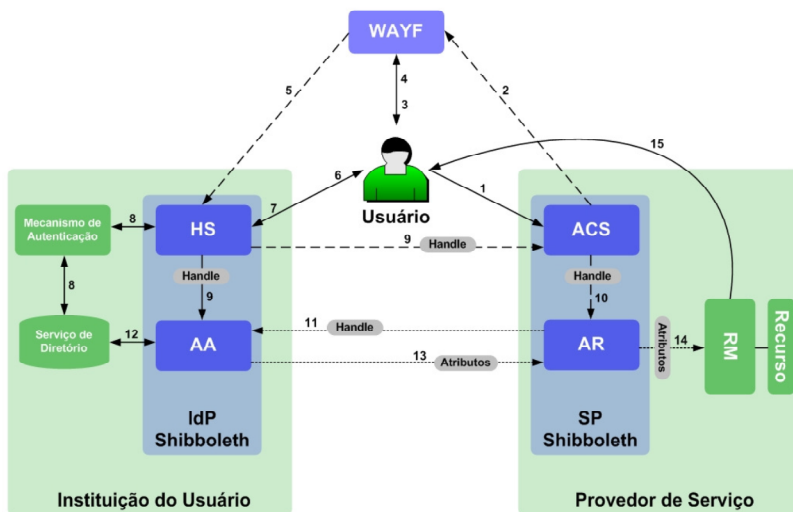 WAYF
5
4
3
2
15
6
7
1
Usuário
Mecanismo de
Autenticação
8
HS
9
Handle
ACS
8
Handle
9
Handle
10
Serviço de
Diretório
12
AA
11
Handle
13
Atributos
AR
Atributos
14
RM
Recurso
IdP
Shibboleth
SP
Shibboleth
Instituição do Usuário
Provedor de Serviço